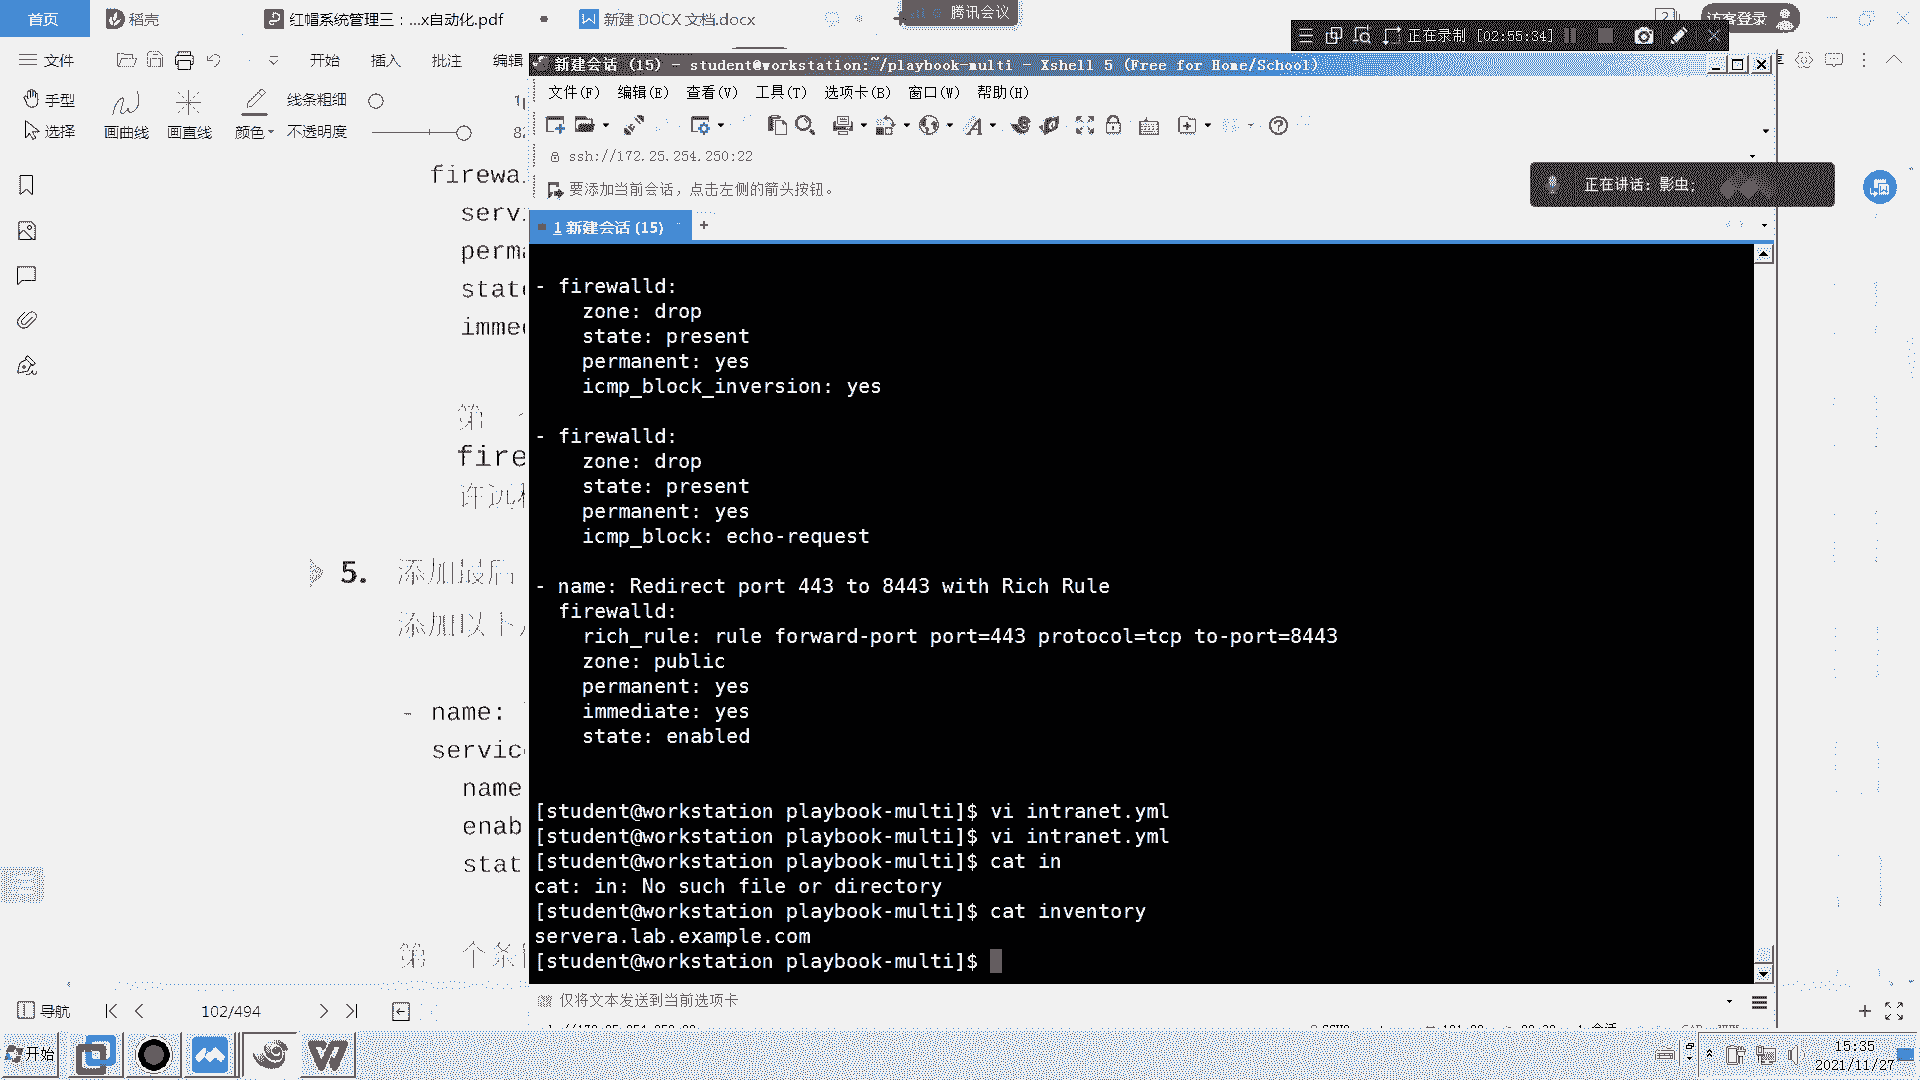 首页
稻壳
红帽系统管理三：...x自动化.pdf
新建 DOCX 文档.docx
腾讯会议
访客登录
正在录制 [02:55:34]
文件
开始
插入
批注
编辑
手型
选择
画曲线
画直线
颜色
线条粗细
不透明度
新建会话 (15) - student@workstation:~/playbook-multi - Xshell 5 (Free for Home/School)
文件(F) 编辑(E) 查看(V) 工具(T) 选项卡(B) 窗口(W) 帮助(H)
ssh://172.25.254.250:22
要添加当前会话，点击左侧的箭头按钮。
正在讲话: 影虫;
1 新建会话 (15)
firewa
servi
perma
state
immed
第
fire
5. 添加最后
添加以下
- name:
servic
name
enab
stat
第 个条
- firewalld:
zone: drop
state: present
permanent: yes
icmp_block_inversion: yes
- firewalld:
zone: drop
state: present
permanent: yes
icmp_block: echo-request
- name: Redirect port 443 to 8443 with Rich Rule
firewalld:
rich_rule: rule forward-port port=443 protocol=tcp to-port=8443
zone: public
permanent: yes
immediate: yes
state: enabled
[student@workstation playbook-multi]$ vi intranet.yml
[student@workstation playbook-multi]$ vi intranet.yml
[student@workstation playbook-multi]$ cat in
cat: in: No such file or directory
[student@workstation playbook-multi]$ cat inventory
servera.lab.example.com
[student@workstation playbook-multi]$
仅将文本发送到当前选项卡
导航
102/494
开始
15:35
2021/11/27